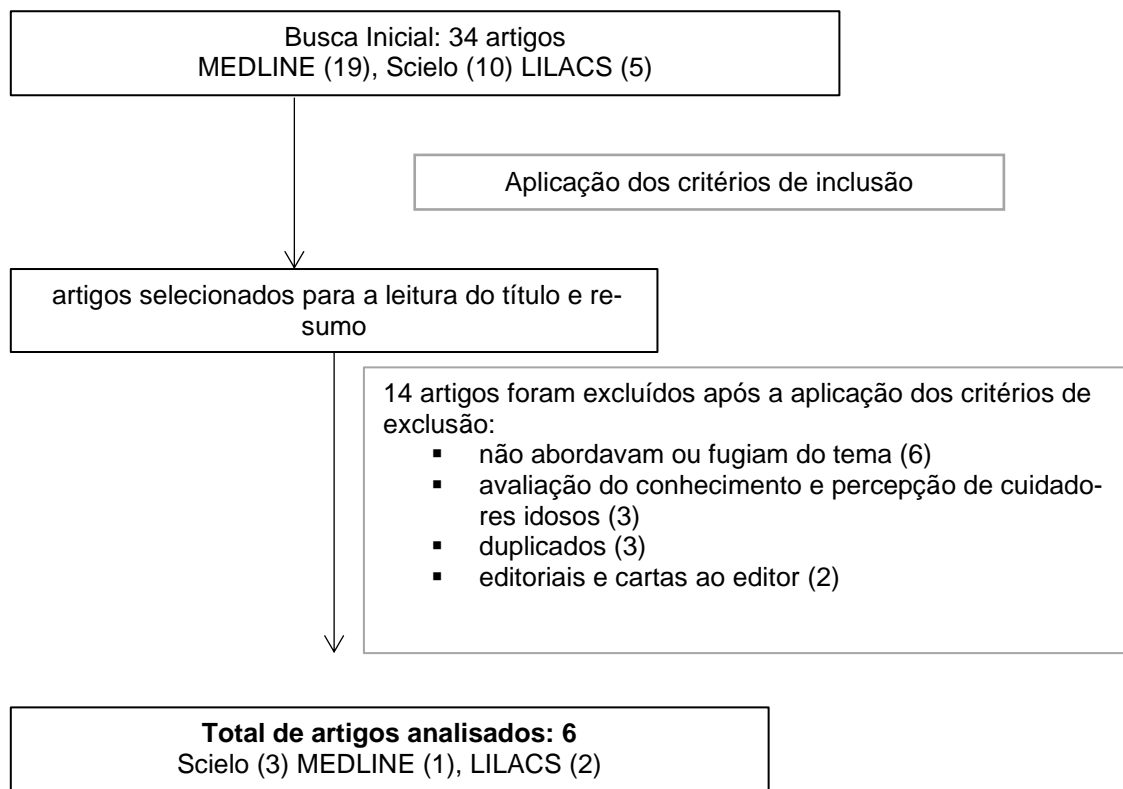 Busca Inicial: 34 artigos
MEDLINE (19), Scielo (10) LILACS (5)
Aplicação dos critérios de inclusão
artigos selecionados para a leitura do título e re-
sumo
14 artigos foram excluídos após a aplicação dos critérios de
exclusão:
▪ não abordavam ou fugiam do tema (6)
▪ avaliação do conhecimento e percepção de cuidado-
res idosos (3)
▪ duplicados (3)
▪ editoriais e cartas ao editor (2)
Total de artigos analisados: 6
Scielo (3) MEDLINE (1), LILACS (2)